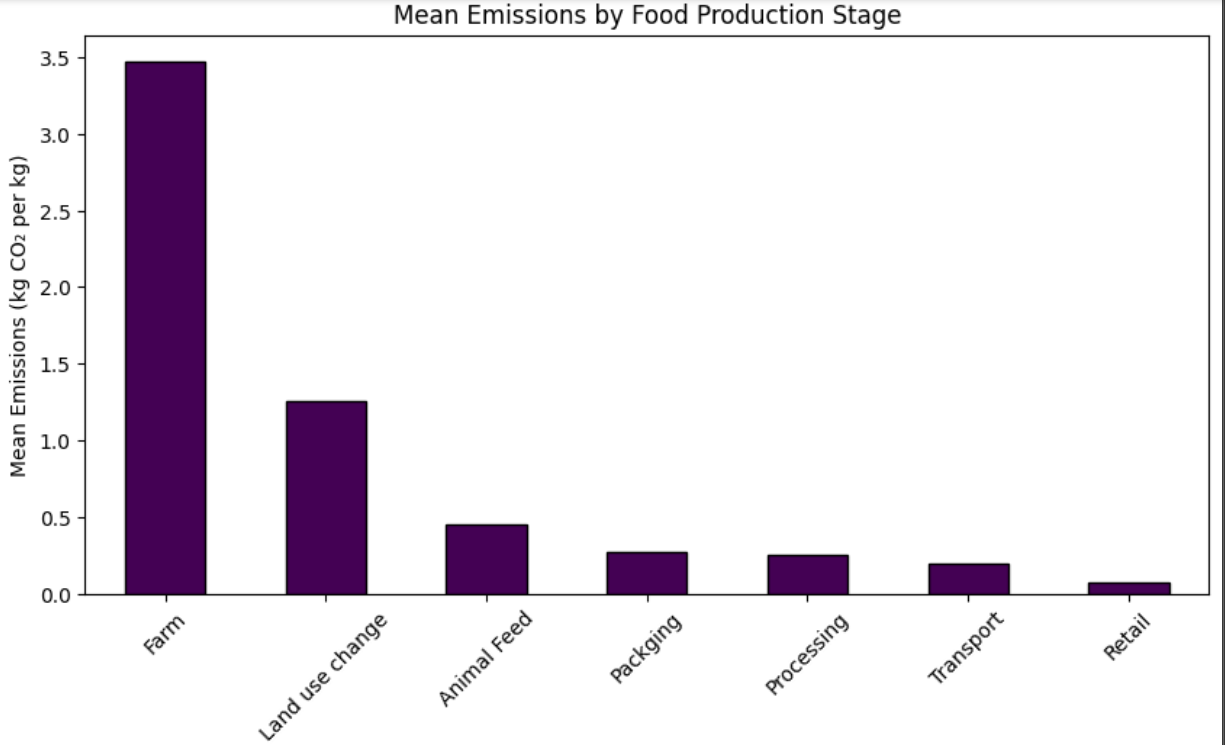 Mean Emissions by Food Production Stage
Mean Emissions (kg CO₂ per kg)
3.5
3.0
2.5
2.0
1.5
1.0
0.5
0.0
Farm
Land use change
Animal Feed
Packging
Processing
Transport
Retail